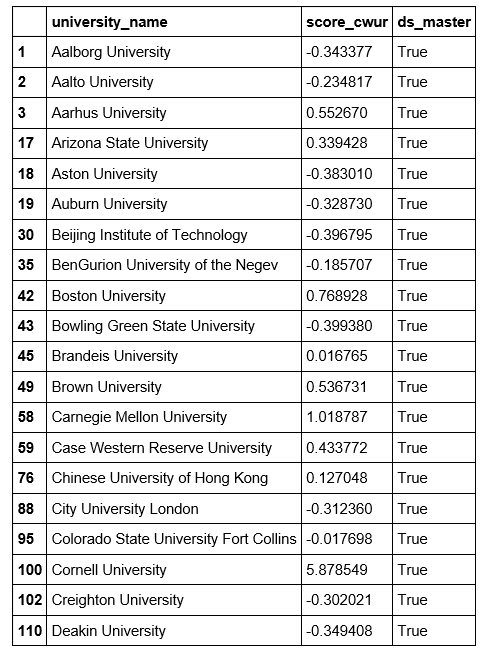 university_name score_cwur ds_master
1 Aalborg University -0.343377 True
2 Aalto University -0.234817 True
3 Aarhus University 0.552670 True
17 Arizona State University 0.339428 True
18 Aston University -0.383010 True
19 Auburn University -0.328730 True
30 Beijing Institute of Technology -0.396795 True
35 BenGurion University of the Negev -0.185707 True
42 Boston University 0.768928 True
43 Bowling Green State University -0.399380 True
45 Brandeis University 0.016765 True
49 Brown University 0.536731 True
58 Carnegie Mellon University 1.018787 True
59 Case Western Reserve University 0.433772 True
76 Chinese University of Hong Kong 0.127048 True
88 City University London -0.312360 True
95 Colorado State University Fort Collins -0.017698 True
100 Cornell University 5.878549 True
102 Creighton University -0.302021 True
110 Deakin University -0.349408 True